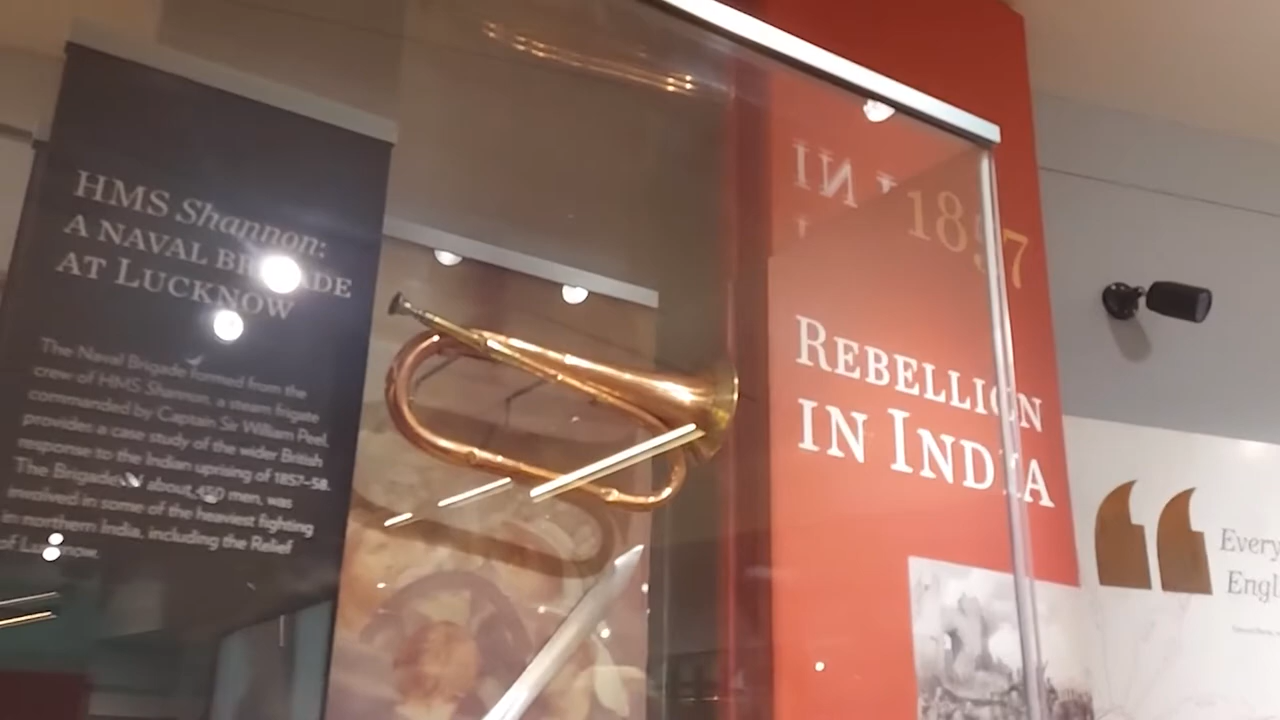 HMS Shannon:
A NAVAL BRIGADE
AT LUCKNOW
The Naval Brigade formed from the
crew of HMS Shannon, a steam frigate
commanded by Captain Sir William Peel,
provides a case study of the wider British
response to the Indian uprising of 1857–58.
The Brigade, of about 450 men, was
involved in some of the heaviest fighting
in northern India, including the Relief
of Lucknow.
IN
1857
REBELLION
IN INDIA
“
Every